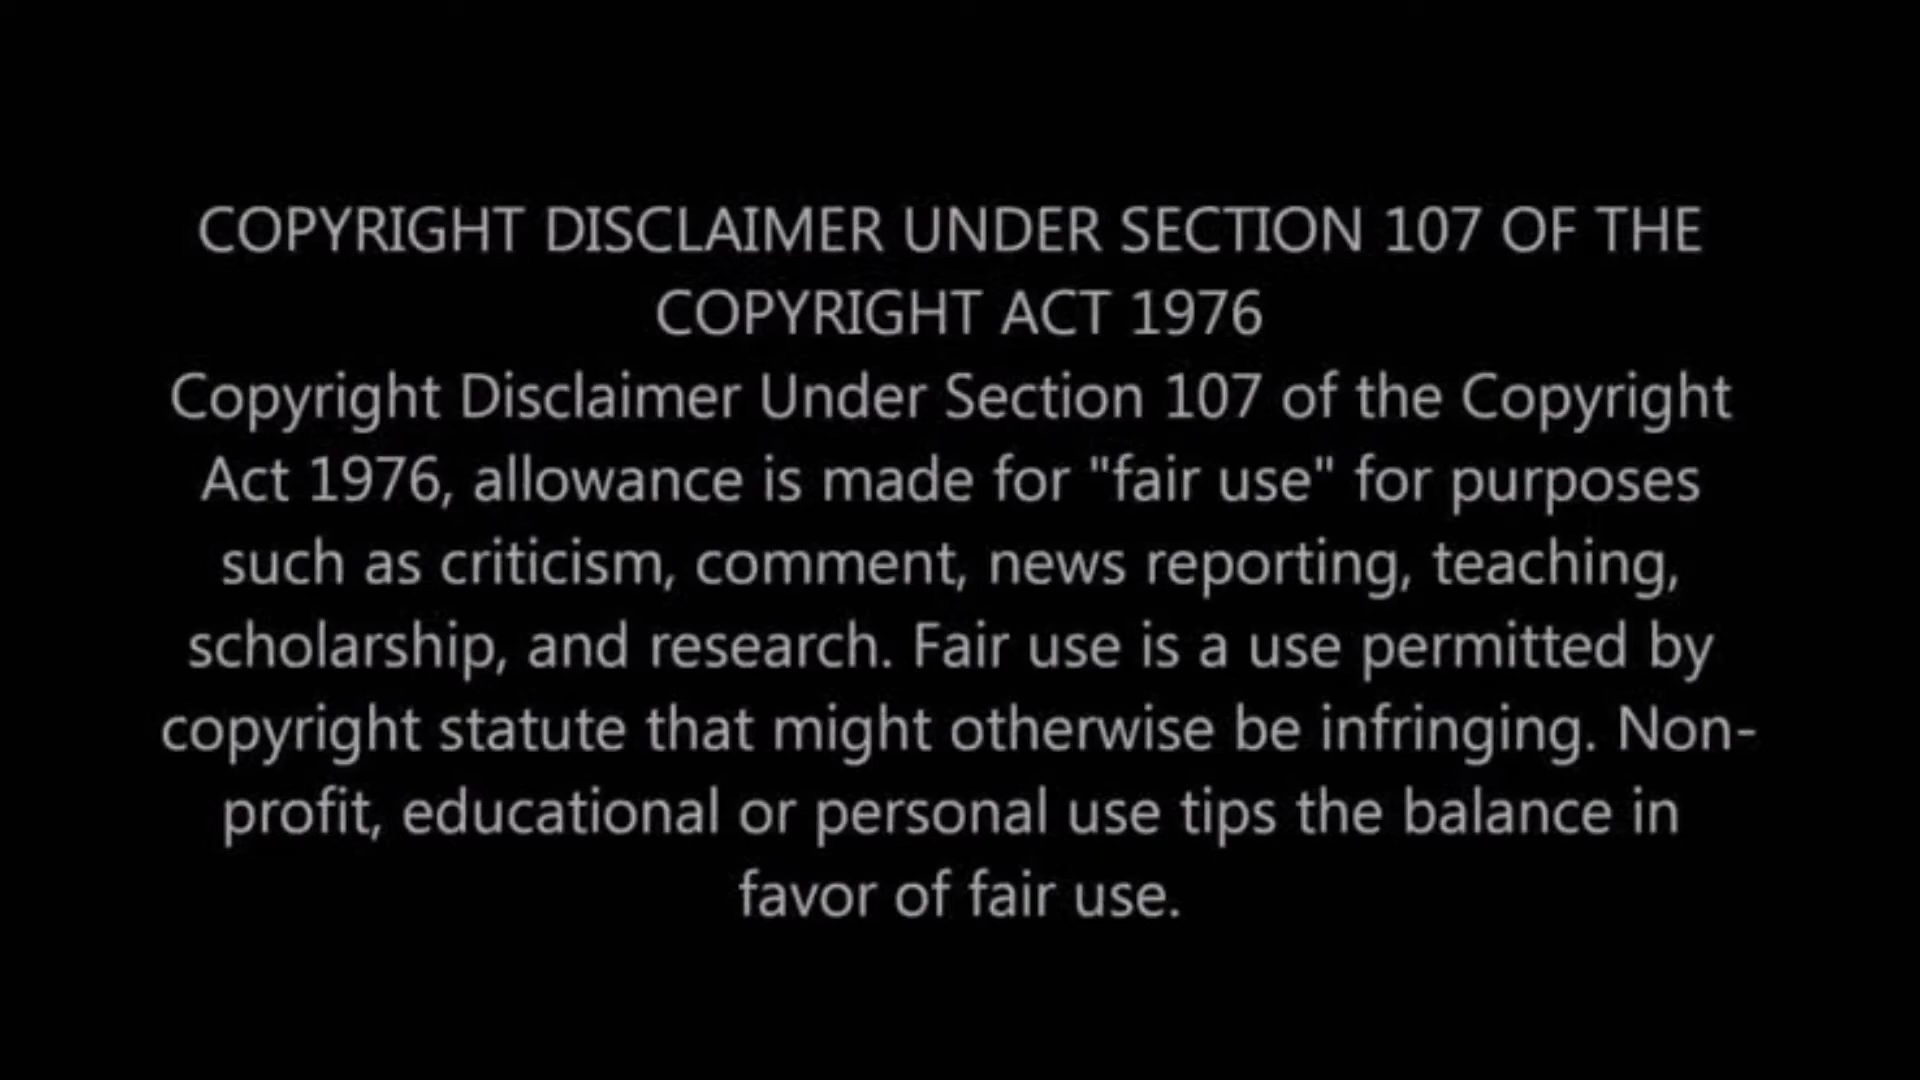 COPYRIGHT DISCLAIMER UNDER SECTION 107 OF THE
COPYRIGHT ACT 1976
Copyright Disclaimer Under Section 107 of the Copyright
Act 1976, allowance is made for "fair use" for purposes
such as criticism, comment, news reporting, teaching,
scholarship, and research. Fair use is a use permitted by
copyright statute that might otherwise be infringing. Non-
profit, educational or personal use tips the balance in
favor of fair use.